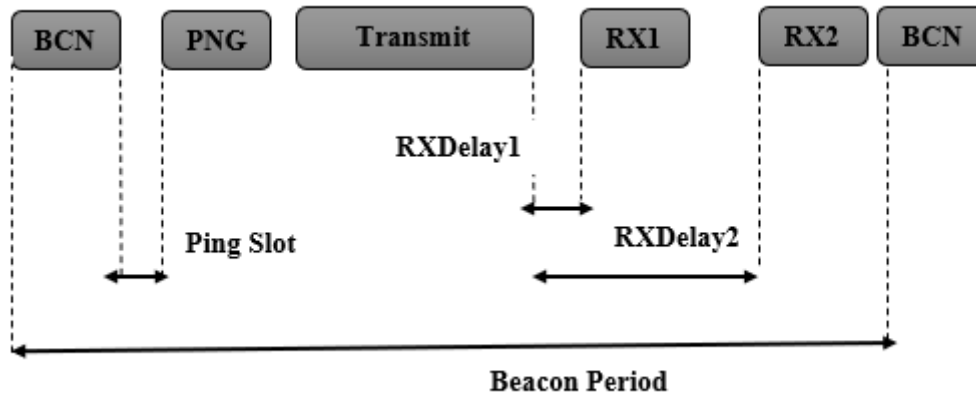 BCN
PNG
Transmit
RX1
RX2
BCN
RXDelay1
RXDelay2
Ping Slot
Beacon Period